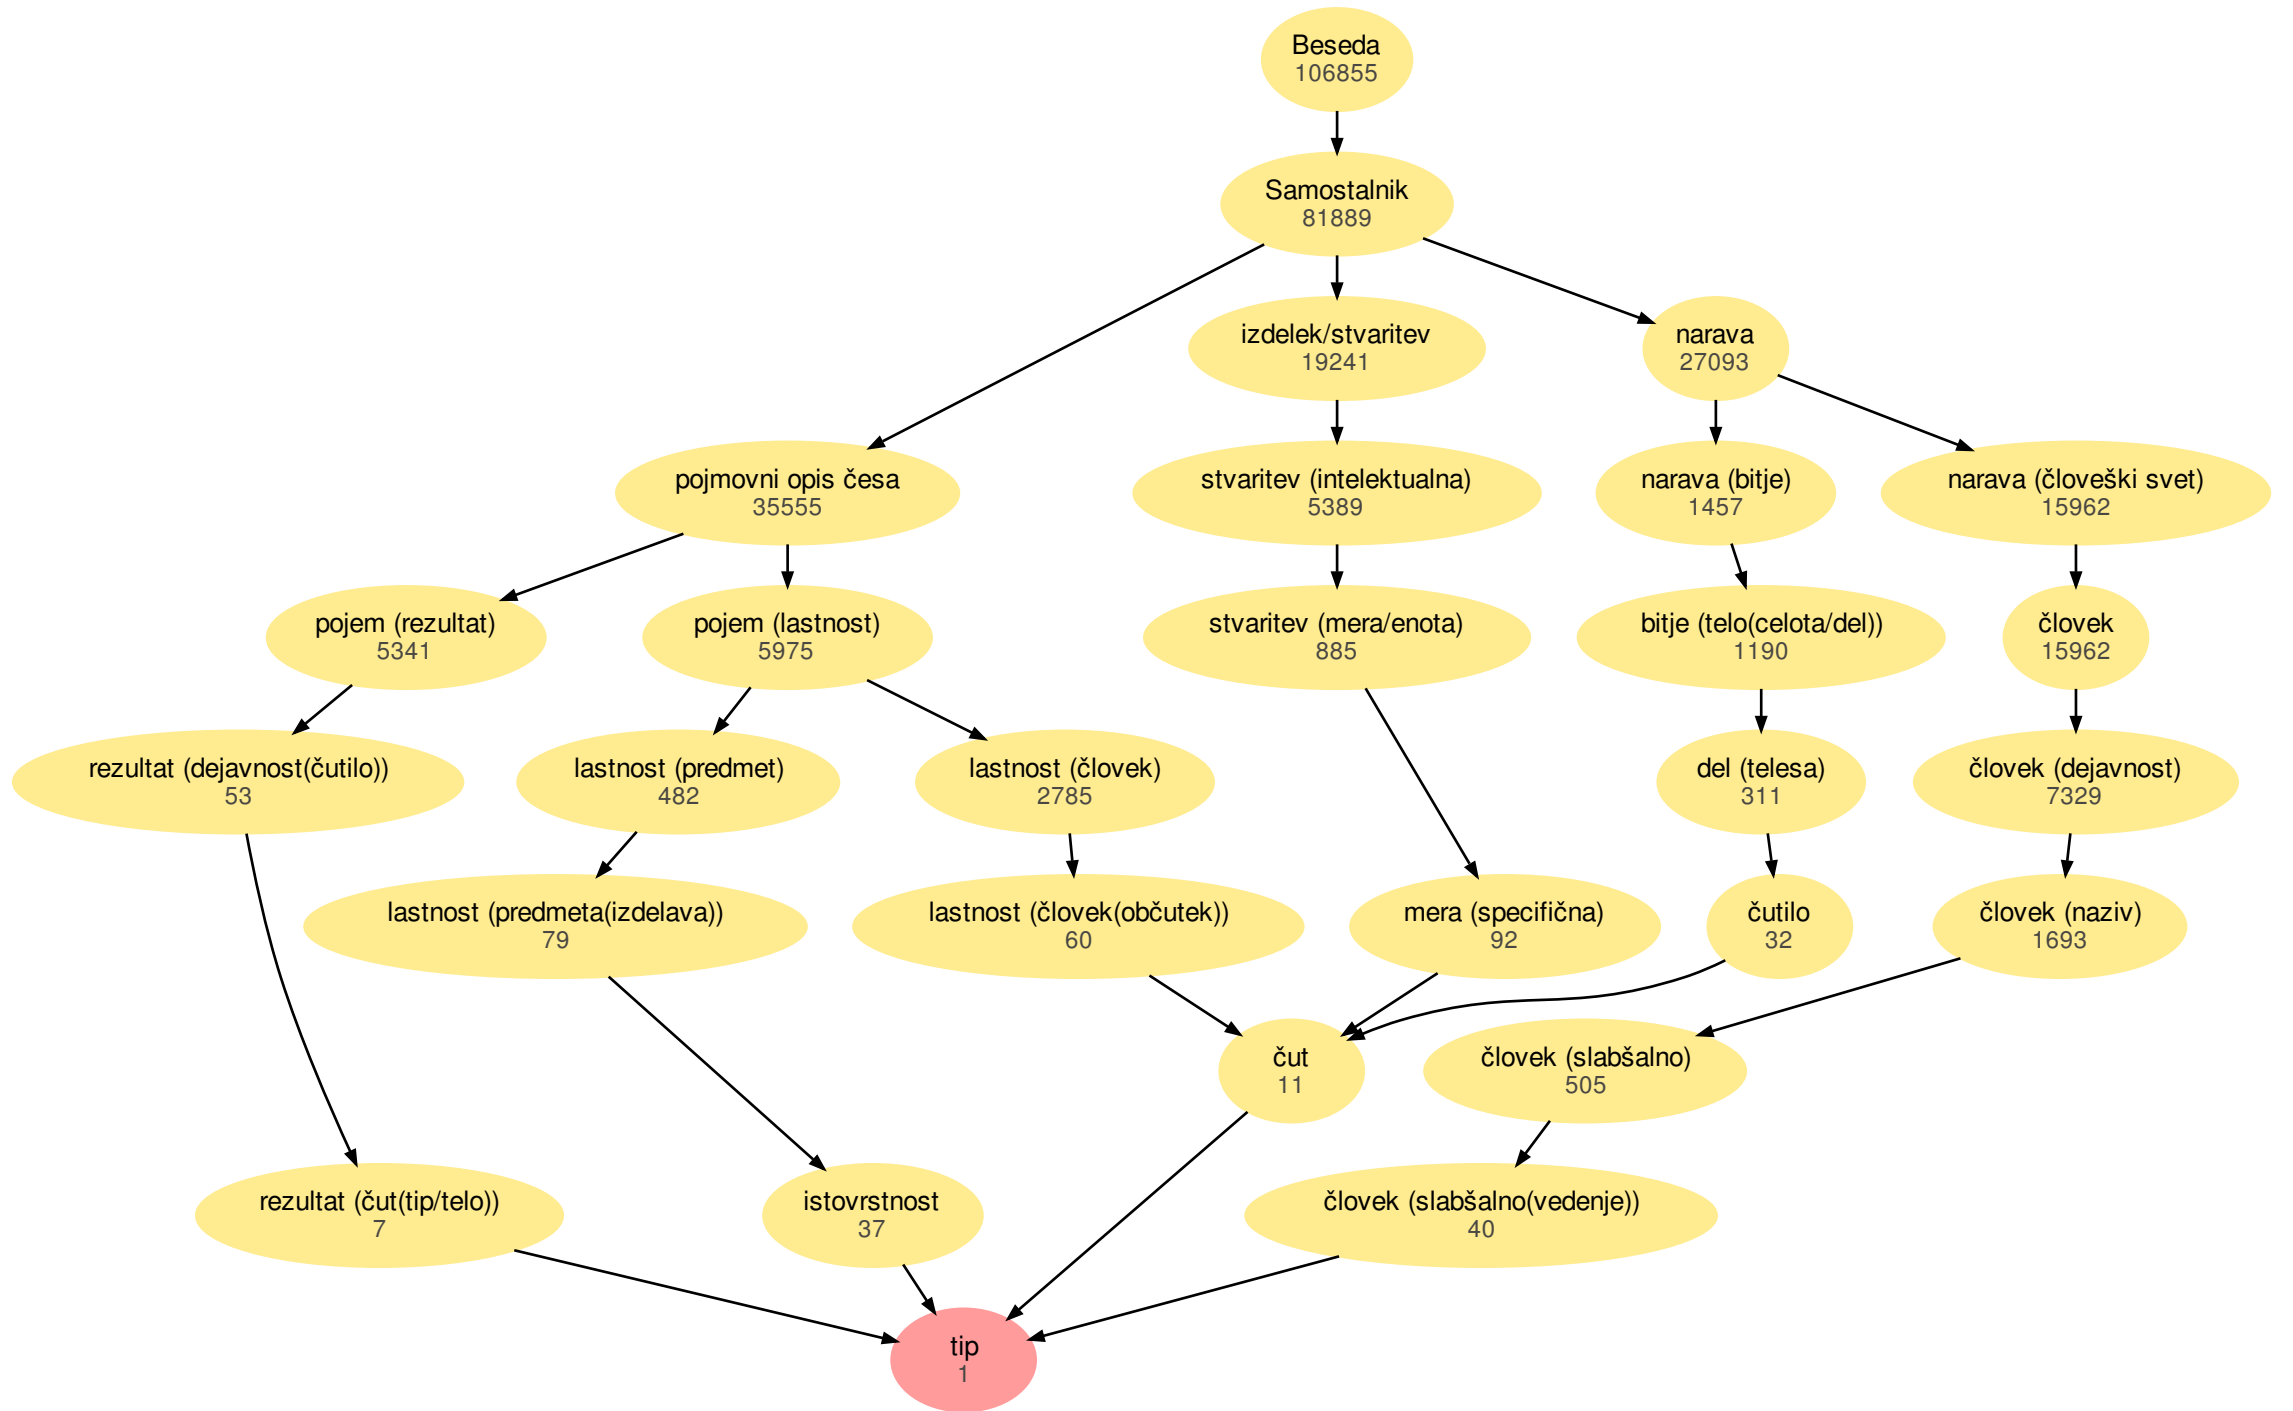 Beseda
106855
Samostalnik
81889
izdelek/stvaritev
19241
narava
27093
pojmovni opis česa
35555
stvaritev (intelektualna)
5389
narava (bitje)
1457
narava (človeški svet)
15962
pojem (rezultat)
5341
pojem (lastnost)
5975
stvaritev (mera/enota)
885
bitje (telo(celota/del))
1190
človek
15962
rezultat (dejavnost(čutilo))
53
lastnost (predmet)
482
lastnost (človek)
2785
del (telesa)
311
človek (dejavnost)
7329
lastnost (predmeta(izdelava))
79
lastnost (človek(občutek))
60
mera (specifična)
92
čutilo
32
človek (naziv)
1693
čut
11
človek (slabšalno)
505
rezultat (čut(tip/telo))
7
istovrstnost
37
človek (slabšalno(vedenje))
40
tip
1